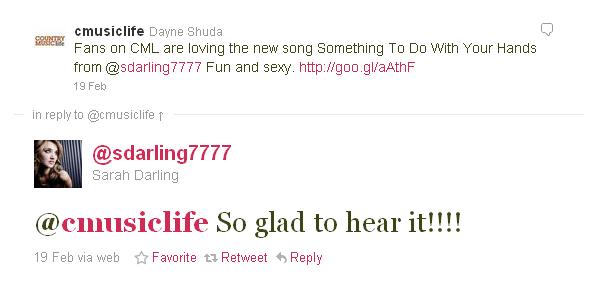 COUNTRY
MUSIC life
cmusiclife Dayne Shuda
Fans on CML are loving the new song Something To Do With Your Hands
from @sdarling7777 Fun and sexy. http://goo.gl/aAthF
19 Feb
in reply to @cmusiclife ↑
@sdarling7777
Sarah Darling
@cmusiclife So glad to hear it!!!!
19 Feb via web Favorite Retweet Reply